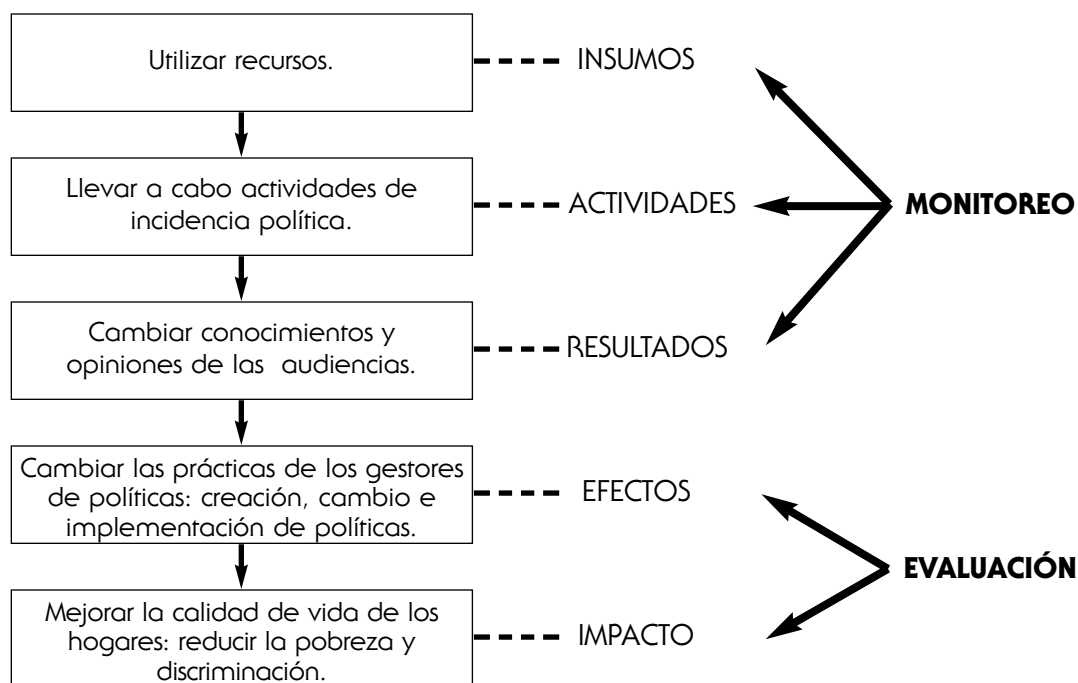 Utilizar recursos.
INSUMOS
Llevar a cabo actividades de
incidencia política.
ACTIVIDADES
MONITOREO
Cambiar conocimientos y
opiniones de las audiencias.
RESULTADOS
Cambiar las prácticas de los gestores
de políticas: creación, cambio e
implementación de políticas.
EFECTOS
EVALUACIÓN
Mejorar la calidad de vida de los
hogares: reducir la pobreza y
discriminación.
IMPACTO